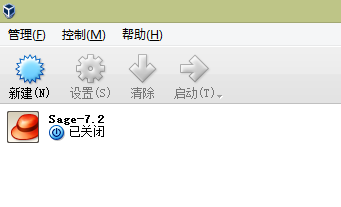 管理(F) 控制(M) 帮助(H)
新建(N) 设置(S) 清除 启动(T)
Sage-7.2
已关闭